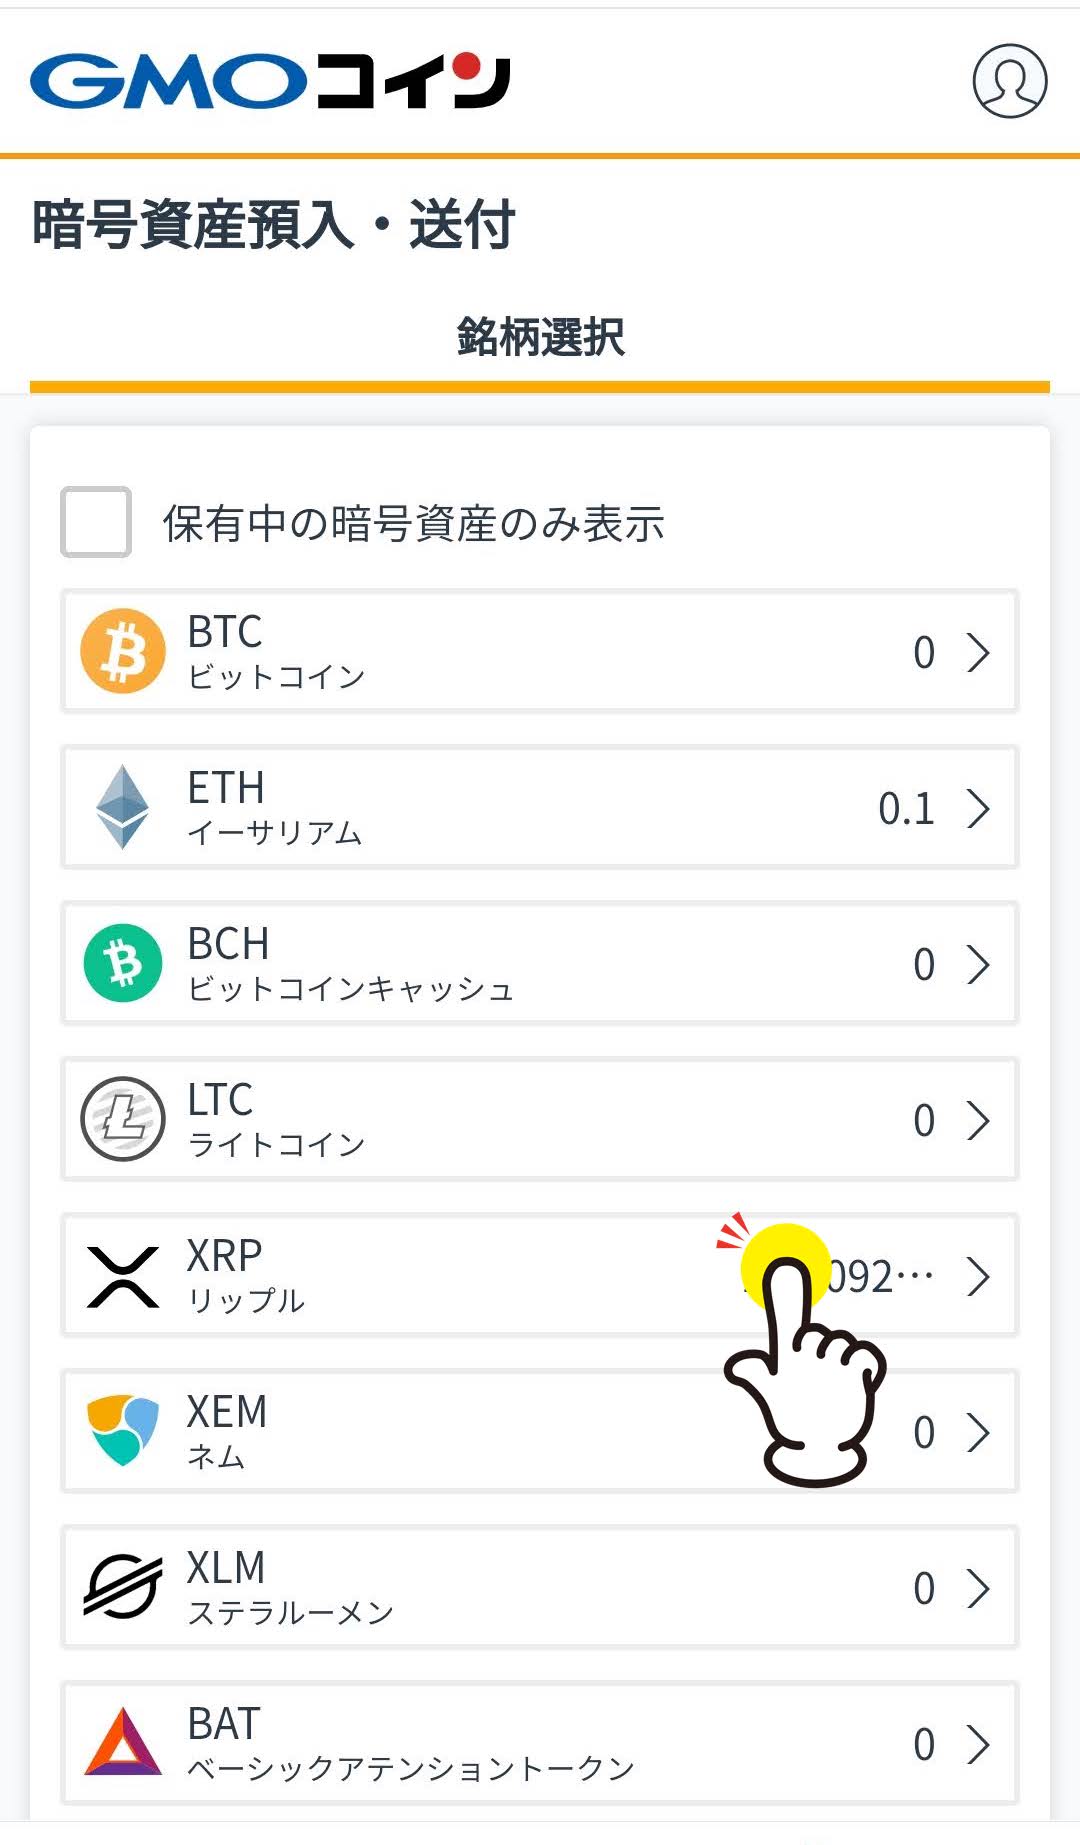 GMOコイン
暗号資産預入・送付
銘柄選択
保有中の暗号資産のみ表示
BTC
ビットコイン
0
ETH
イーサリアム
0.1
BCH
ビットコインキャッシュ
0
LTC
ライトコイン
0
XRP
リップル
092…
XEM
ネム
0
XLM
ステラルーメン
0
BAT
ベーシックアテンショントークン
0